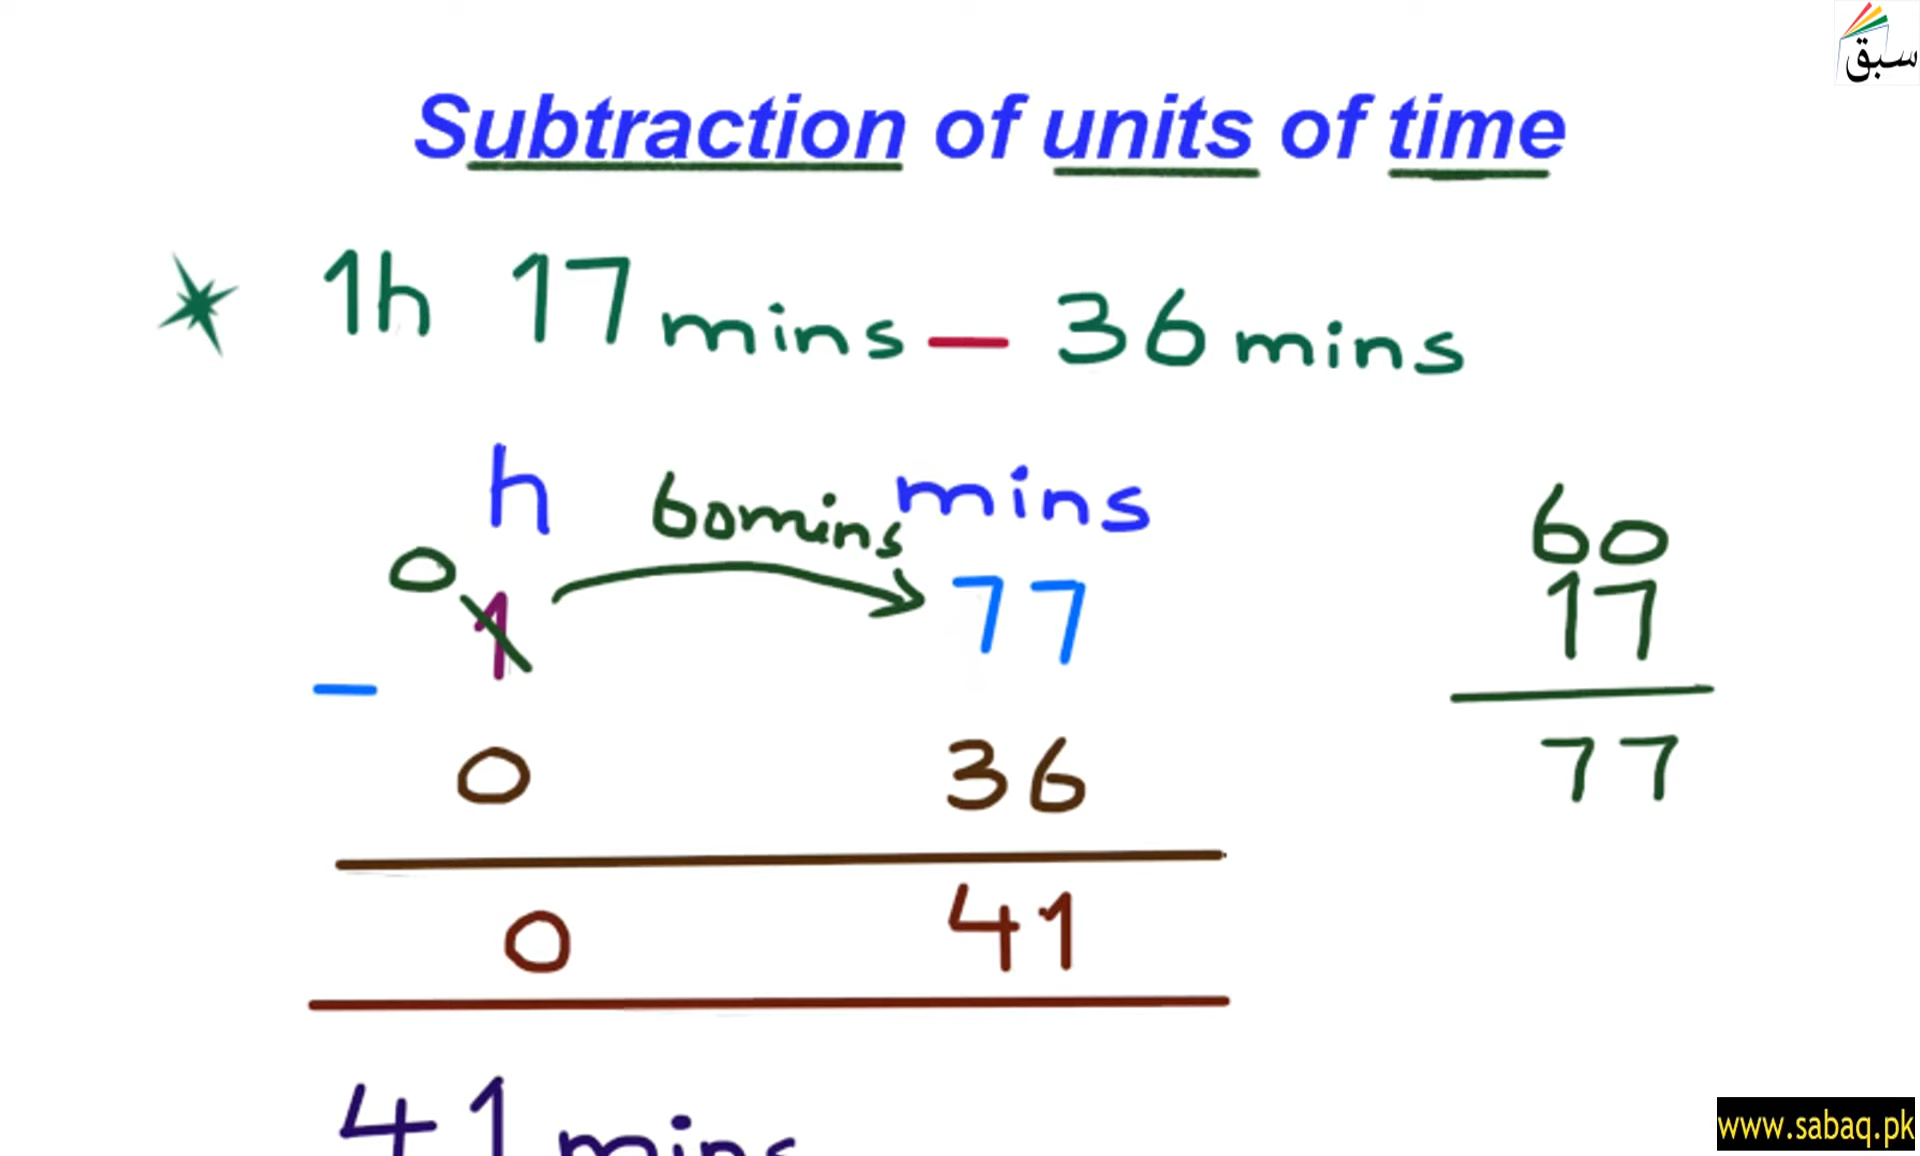 سبق
Subtraction of units of time
1h 17 mins – 36 mins
h 60mins mins
0 1 77
–
0 36
0 41
60
17
77
41 mins
www.sabaq.pk